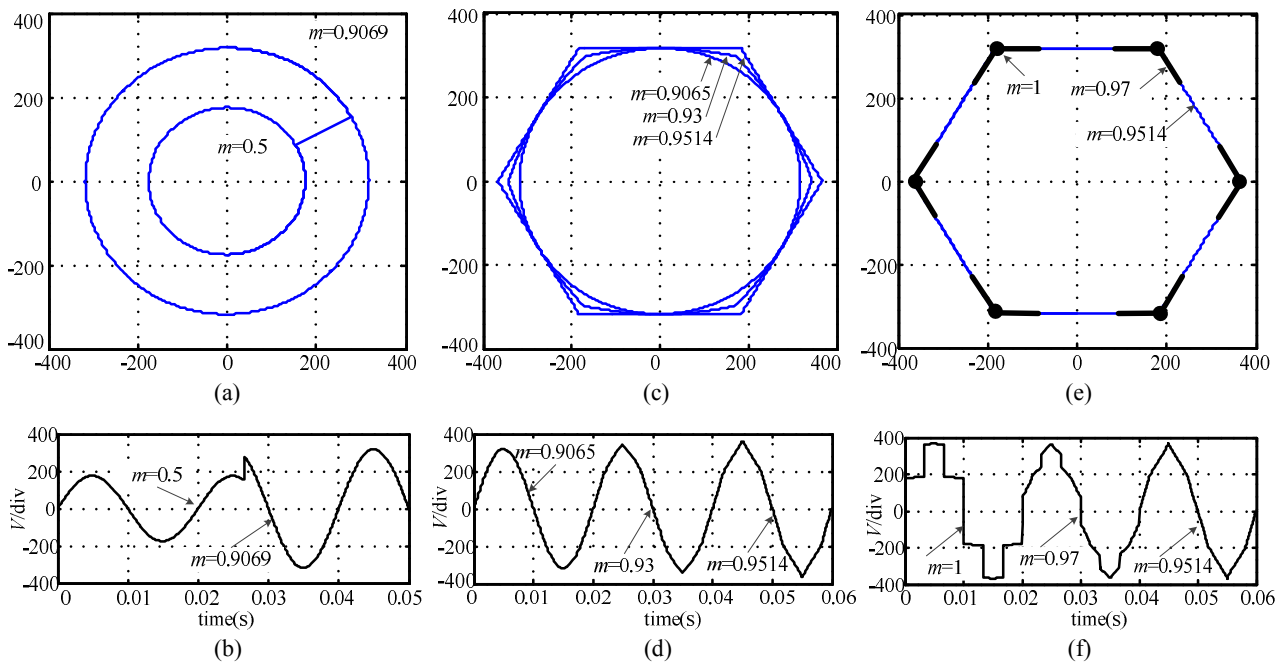 (a)
400
200
0
-200
-400
m=0.9069
m=0.5
-400
-200
0
200
400
(a)
(c)
m=0.9065
m=0.93
m=0.9514
400
200
0
-200
-400
-400
-200
0
200
400
(c)
(e)
m=1
m=0.97
m=0.9514
400
200
0
-200
-400
-400
-200
0
200
400
(e)
V/div
400
200
0
-200
-400
m=0.5
m=0.9069
0
0.01
0.02
0.03
0.04
0.05
time(s)
(b)
V/div
400
200
0
-200
-400
m=0.9065
m=0.93
m=0.9514
0
0.01
0.02
0.03
0.04
0.05
0.06
time(s)
(d)
V/div
400
200
0
-200
-400
m=1
m=0.97
m=0.9514
0
0.01
0.02
0.03
0.04
0.05
0.06
time(s)
(f)